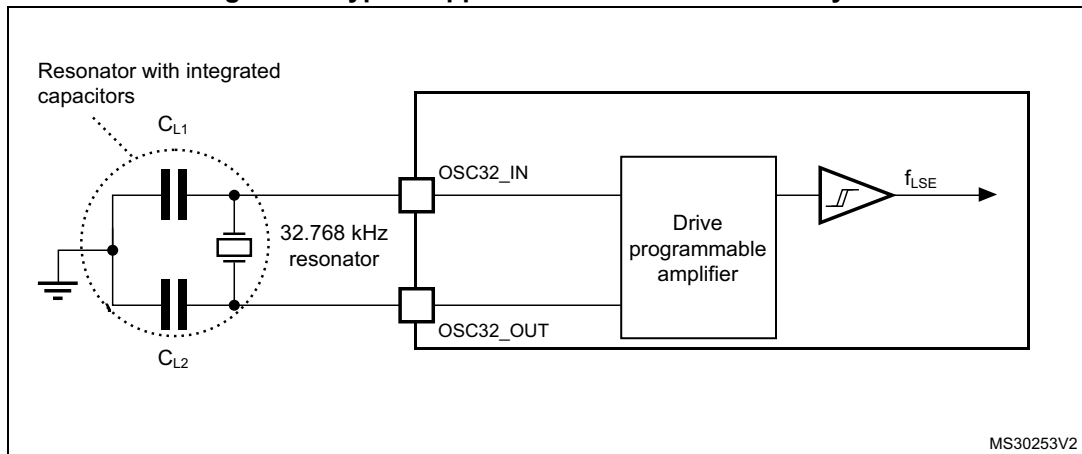 Resonator with integrated
capacitors
CL1
OSC32_IN
fLSE
32.768 kHz
resonator
Drive
programmable
amplifier
OSC32_OUT
CL2
MS30253V2